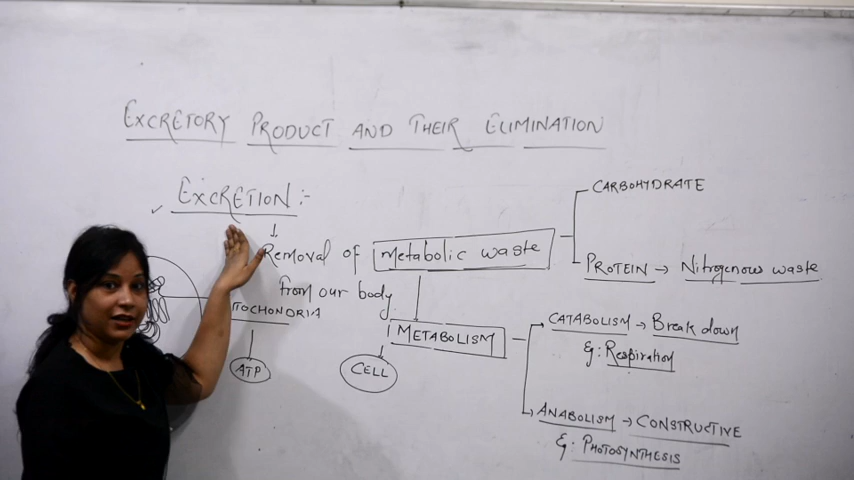 EXCRETORY PRODUCT AND THEIR ELIMINATION
EXCRETION :-
Removal of metabolic waste
from our body
CARBOHYDRATE
PROTEIN → Nitrogenous waste
TOCHONDRIA
ATP
METABOLISM
CELL
CATABOLISM → Break down
Eg: Respiration
ANABOLISM → CONSTRUCTIVE
Eg: PHOTOSYNTHESIS